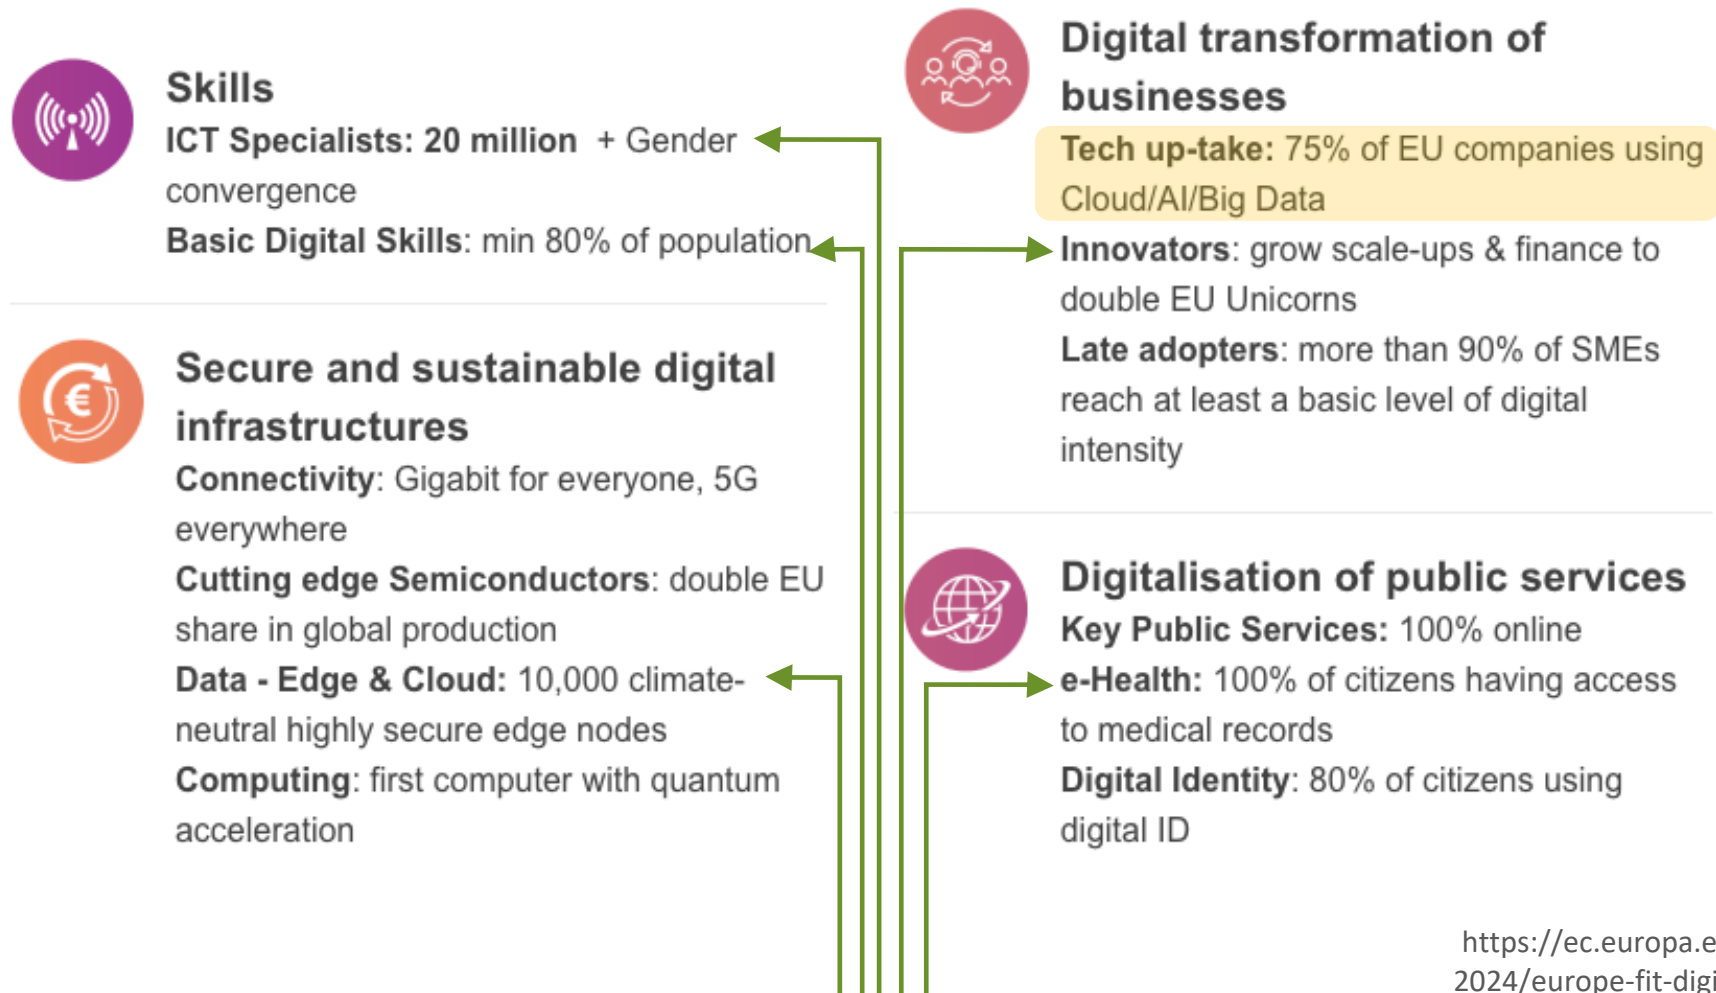 Skills
ICT Specialists: 20 million + Gender
convergence
Basic Digital Skills: min 80% of population
Secure and sustainable digital
infrastructures
Connectivity: Gigabit for everyone, 5G
everywhere
Cutting edge Semiconductors: double EU
share in global production
Data - Edge & Cloud: 10,000 climate-
neutral highly secure edge nodes
Computing: first computer with quantum
acceleration
Digital transformation of
businesses
Tech up-take: 75% of EU companies using
Cloud/AI/Big Data
Innovators: grow scale-ups & finance to
double EU Unicorns
Late adopters: more than 90% of SMEs
reach at least a basic level of digital
intensity
Digitalisation of public services
Key Public Services: 100% online
e-Health: 100% of citizens having access
to medical records
Digital Identity: 80% of citizens using
digital ID
https://ec.europa.e
2024/europe-fit-digi